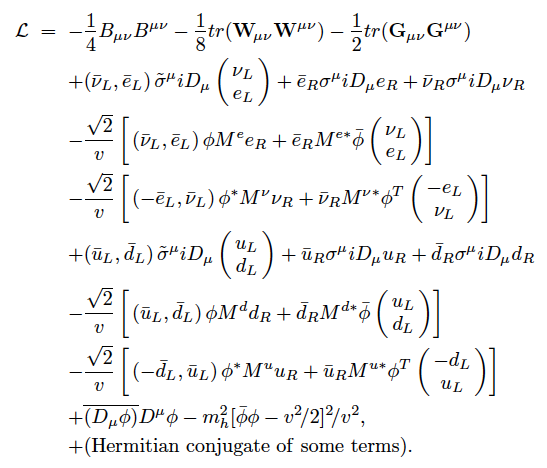 ℒ = −1/4 B_{μν}B^{μν} − 1/8 tr(𝐖_{μν}𝐖^{μν}) − 1/2 tr(𝐆_{μν}𝐆^{μν})
+(ν̄_L, ē_L) σ̃^μ iD_μ (ν_L e_L) + ē_R σ^μ iD_μ e_R + ν̄_R σ^μ iD_μ ν_R
−√2/v [(ν̄_L, ē_L) φM^e e_R + ē_R M^{e*} φ̄ (ν_L e_L)]
−√2/v [(−ē_L, ν̄_L) φ* M^ν ν_R + ν̄_R M^{ν*} φ^T (−e_L ν_L)]
+(ū_L, d̄_L) σ̃^μ iD_μ (u_L d_L) + ū_R σ^μ iD_μ u_R + d̄_R σ^μ iD_μ d_R
−√2/v [(ū_L, d̄_L) φM^d d_R + d̄_R M^{d*} φ̄ (u_L d_L)]
−√2/v [(−d̄_L, ū_L) φ* M^u u_R + ū_R M^{u*} φ^T (−d_L u_L)]
+\overline{(D_μ φ)} D^μ φ − m_h^2 [φ̄φ − v^2/2]^2/v^2,
+(Hermitian conjugate of some terms).